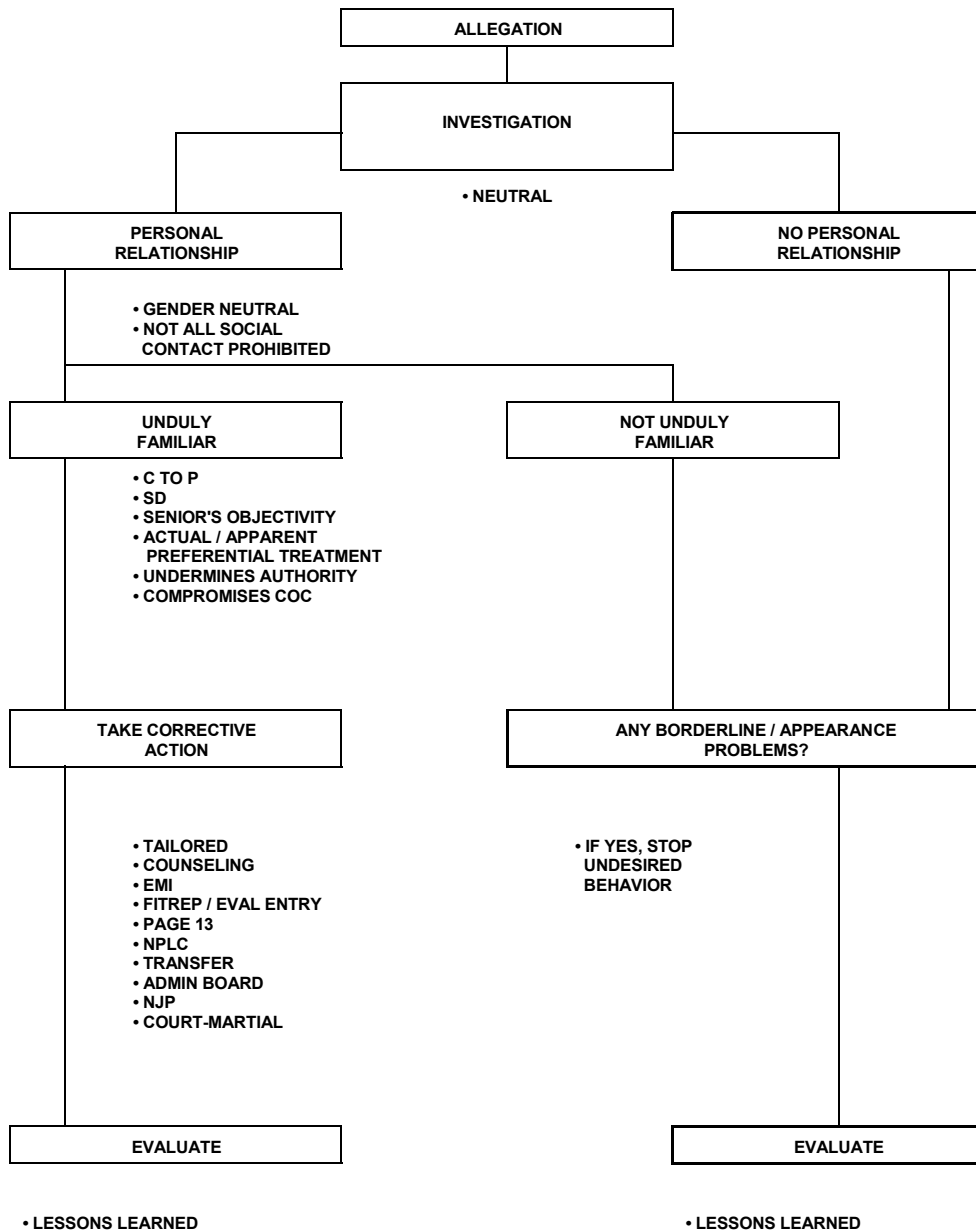 ALLEGATION
INVESTIGATION
• NEUTRAL
PERSONAL
RELATIONSHIP
NO PERSONAL
RELATIONSHIP
• GENDER NEUTRAL
• NOT ALL SOCIAL
CONTACT PROHIBITED
UNDULY
FAMILIAR
NOT UNDULY
FAMILIAR
• C TO P
• SD
• SENIOR'S OBJECTIVITY
• ACTUAL / APPARENT
PREFERENTIAL TREATMENT
• UNDERMINES AUTHORITY
• COMPROMISES COC
TAKE CORRECTIVE
ACTION
ANY BORDERLINE / APPEARANCE
PROBLEMS?
• TAILORED
• COUNSELING
• EMI
• FITREP / EVAL ENTRY
• PAGE 13
• NPLC
• TRANSFER
• ADMIN BOARD
• NJP
• COURT-MARTIAL
• IF YES, STOP
UNDESIRED
BEHAVIOR
EVALUATE
EVALUATE
• LESSONS LEARNED
• LESSONS LEARNED